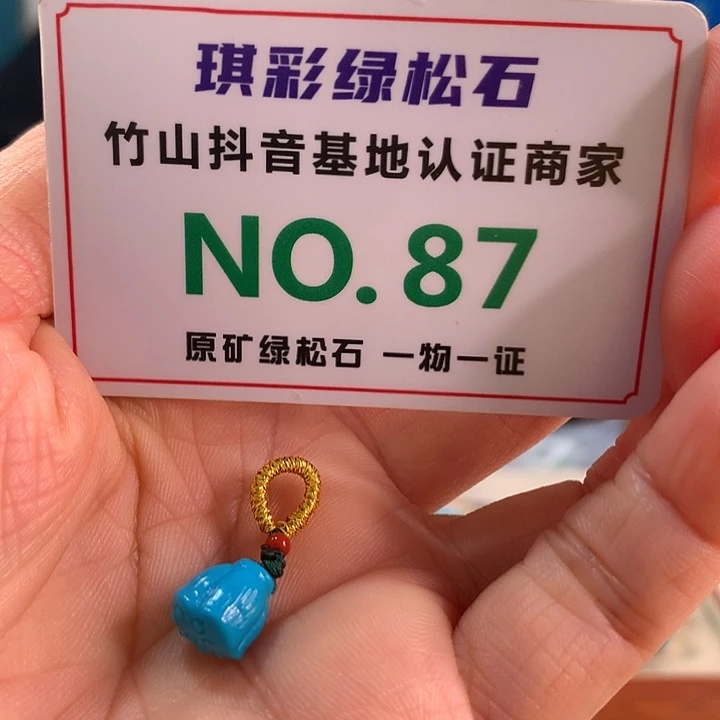 琪彩绿松石
竹山抖音基地认证商家
NO.87
原矿绿松石 一物一证